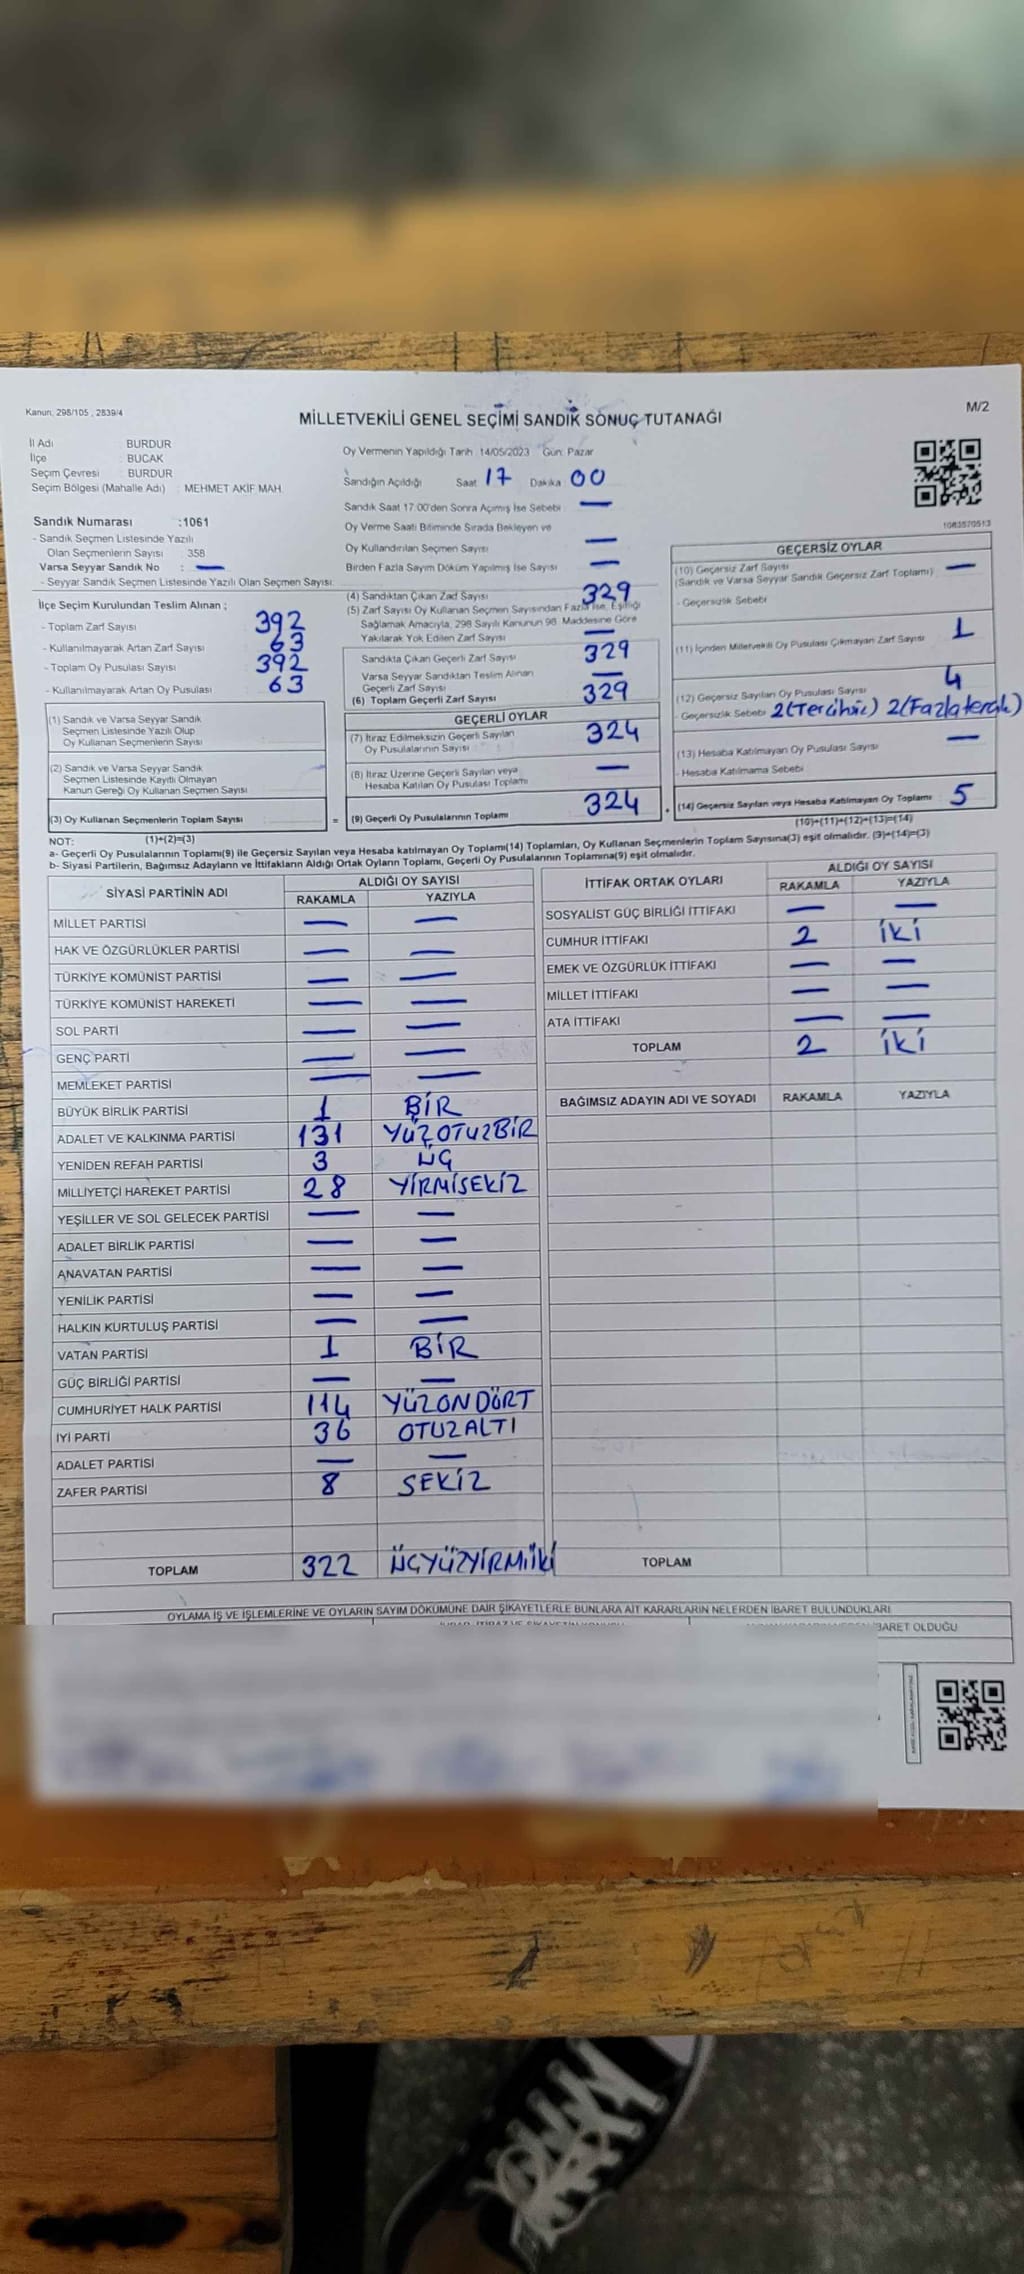 Kanun, 298/105 , 2839/4
M/2
MİLLETVEKİLİ GENEL SEÇİMİ SANDIK SONUÇ TUTANAĞI
İl Adı BURDUR
İlçe : BUCAK
Seçim Çevresi : BURDUR
Seçim Bölgesi (Mahalle Adı) : MEHMET AKİF MAH.
Oy Vermenin Yapıldığı Tarih 14/05/2023 Gün: Pazar
Sandığın Açıldığı Saat 17 Dakika 00
Sandık Saat 17.00'den Sonra Açımış İse Sebebi : —
Oy Verme Saati Bitiminde Sırada Bekleyen ve
Oy Kullandırılan Seçmen Sayısı —
Birden Fazla Sayım Döküm Yapılmış İse Sayısı —
1083570513
Sandık Numarası :1061
- Sandık Seçmen Listesinde Yazılı
Olan Seçmenlerin Sayısı 358
Varsa Seyyar Sandık No : —
- Seyyar Sandık Seçmen Listesinde Yazılı Olan Seçmen Sayısı:
İlçe Seçim Kurulundan Teslim Alınan ;
- Toplam Zarf Sayısı 392
- Kullanılmayarak Artan Zarf Sayısı 63
- Toplam Oy Pusulası Sayısı 392
- Kullanılmayarak Artan Oy Pusulası 63
(1) Sandık ve Varsa Seyyar Sandık
Seçmen Listesinde Yazılı Olup
Oy Kullanan Seçmenlerin Sayısı
(2) Sandık ve Varsa Seyyar Sandık
Seçmen Listesinde Kayıtlı Olmayan
Kanun Gereği Oy Kullanan Seçmen Sayısı
(3) Oy Kullanan Seçmenlerin Toplam Sayısı
(1)+(2)=(3)
(4) Sandıktan Çıkan Zarf Sayısı 329
(5) Zarf Sayısı Oy Kullanan Seçmen Sayısından Fazla İse, Eşitliği
Sağlamak Amacıyla, 298 Sayılı Kanunun 98. Maddesine Göre
Yakılarak Yok Edilen Zarf Sayısı —
Sandıkta Çıkan Geçerli Zarf Sayısı 329
Varsa Seyyar Sandıktan Teslim Alınan
Geçerli Zarf Sayısı —
(6) Toplam Geçerli Zarf Sayısı 329
GEÇERLİ OYLAR
(7) İtiraz Edilmeksizin Geçerli Sayılan
Oy Pusulalarının Sayısı 324
(8) İtiraz Üzerine Geçerli Sayılan veya
Hesaba Katılan Oy Pusulası Toplamı —
= (9) Geçerli Oy Pusulalarının Toplamı 324 +
GEÇERSİZ OYLAR
(10) Geçersiz Zarf Sayısı —
(Sandık ve Varsa Seyyar Sandık Geçersiz Zarf Toplamı)
- Geçersizlik Sebebi
(11) İçinden Milletvekili Oy Pusulası Çıkmayan Zarf Sayısı 1
(12) Geçersiz Sayılan Oy Pusulası Sayısı 4
- Geçersizlik Sebebi 2(Tercihsiz)
(13) Hesaba Katılmayan Oy Pusulası Sayısı —
- Hesaba Katılmama Sebebi
(14) Geçersiz Sayılan veya Hesaba Katılmayan Oy Toplamı 5
(10)+(11)+(12)+(13)=(14)
NOT:
a- Geçerli Oy Pusulalarının Toplamı(9) ile Geçersiz Sayılan veya Hesaba katılmayan Oy Toplamı(14) Toplamları, Oy Kullanan Seçmenlerin Toplam Sayısına(3) eşit olmalıdır. (9)+(14)=(3)
b- Siyasi Partilerin, Bağımsız Adayların ve İttifakların Aldığı Ortak Oyların Toplamı, Geçerli Oy Pusulalarının Toplamına(9) eşit olmalıdır.
SİYASİ PARTİNİN ADI ALDIĞI OY SAYISI
RAKAMLA YAZIYLA
MİLLET PARTİSİ — —
HAK VE ÖZGÜRLÜKLER PARTİSİ — —
TÜRKİYE KOMÜNİST PARTİSİ — —
TÜRKİYE KOMÜNİST HAREKETİ — —
SOL PARTİ — —
GENÇ PARTİ — —
MEMLEKET PARTİSİ — —
BÜYÜK BİRLİK PARTİSİ 1 BİR
ADALET VE KALKINMA PARTİSİ 131 YÜZOTUZBİR
YENİDEN REFAH PARTİSİ 3 ÜÇ
MİLLİYETÇİ HAREKET PARTİSİ 28 YİRMİSEKİZ
YEŞİLLER VE SOL GELECEK PARTİSİ — —
ADALET BİRLİK PARTİSİ — —
ANAVATAN PARTİSİ — —
YENİLİK PARTİSİ — —
HALKIN KURTULUŞ PARTİSİ — —
VATAN PARTİSİ 1 BİR
GÜÇ BİRLİĞİ PARTİSİ — —
CUMHURİYET HALK PARTİSİ 114 YÜZONDÖRT
İYİ PARTİ 36 OTUZALTI
ADALET PARTİSİ — —
ZAFER PARTİSİ 8 SEKİZ
TOPLAM 322 ÜÇYÜZYİRMİİKİ
İTTİFAK ORTAK OYLARI ALDIĞI OY SAYISI
RAKAMLA YAZIYLA
SOSYALİST GÜÇ BİRLİĞİ İTTİFAKI — —
CUMHUR İTTİFAKI 2 İKİ
EMEK VE ÖZGÜRLÜK İTTİFAKI — —
MİLLET İTTİFAKI — —
ATA İTTİFAKI — —
TOPLAM 2 İKİ
BAĞIMSIZ ADAYIN ADI VE SOYADI RAKAMLA YAZIYLA
TOPLAM
OYLAMA İŞ VE İŞLEMLERİNE VE OYLARIN SAYIM DÖKÜMÜNE DAİR ŞİKAYETLERLE BUNLARA AİT KARARLARIN NELERDEN İBARET BULUNDUKLARI
İBARET OLDUĞU